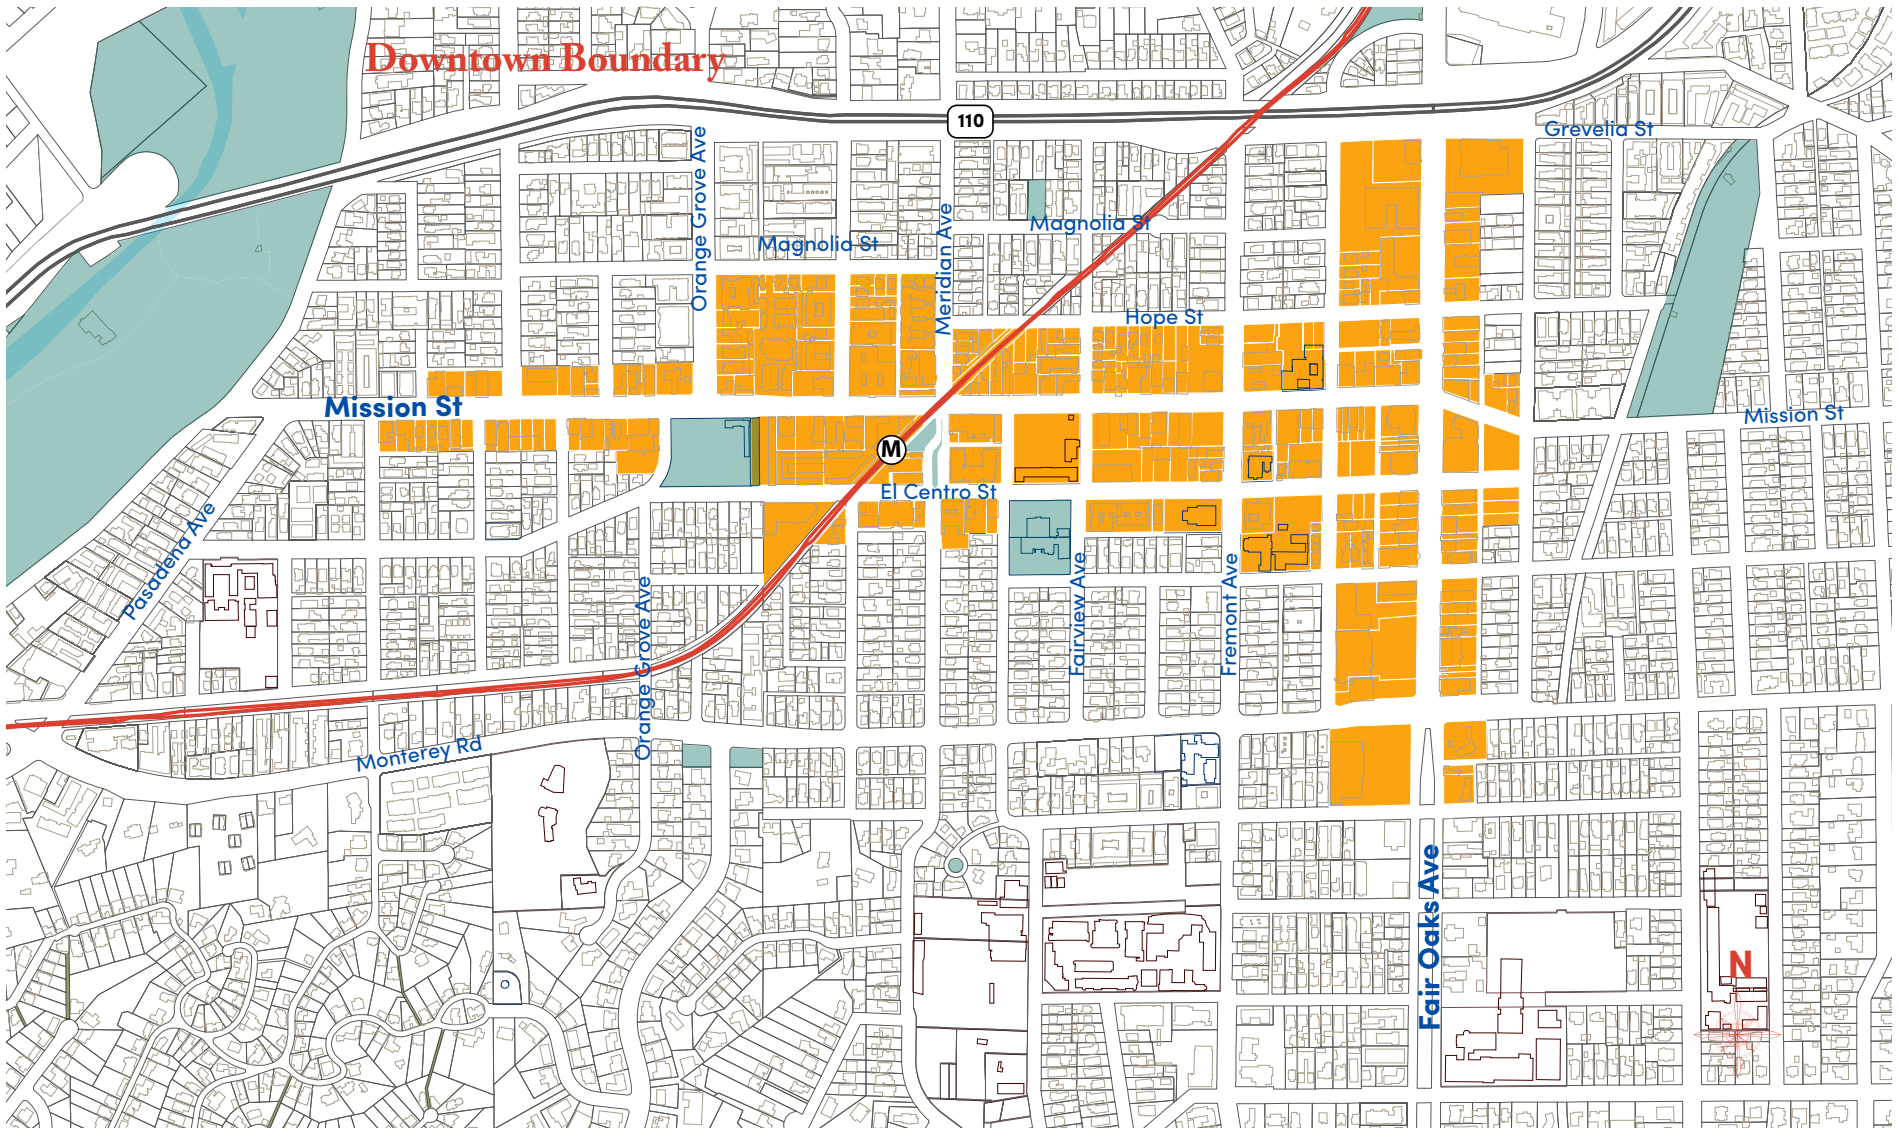 Downtown Boundary
110
Grevelia St
Orange Grove Ave
Meridian Ave
Magnolia St
Magnolia St
Hope St
Mission St
Mission St
M
El Centro St
Pasadena Ave
Orange Grove Ave
Fairview Ave
Fremont Ave
Monterey Rd
Fair Oaks Ave
N